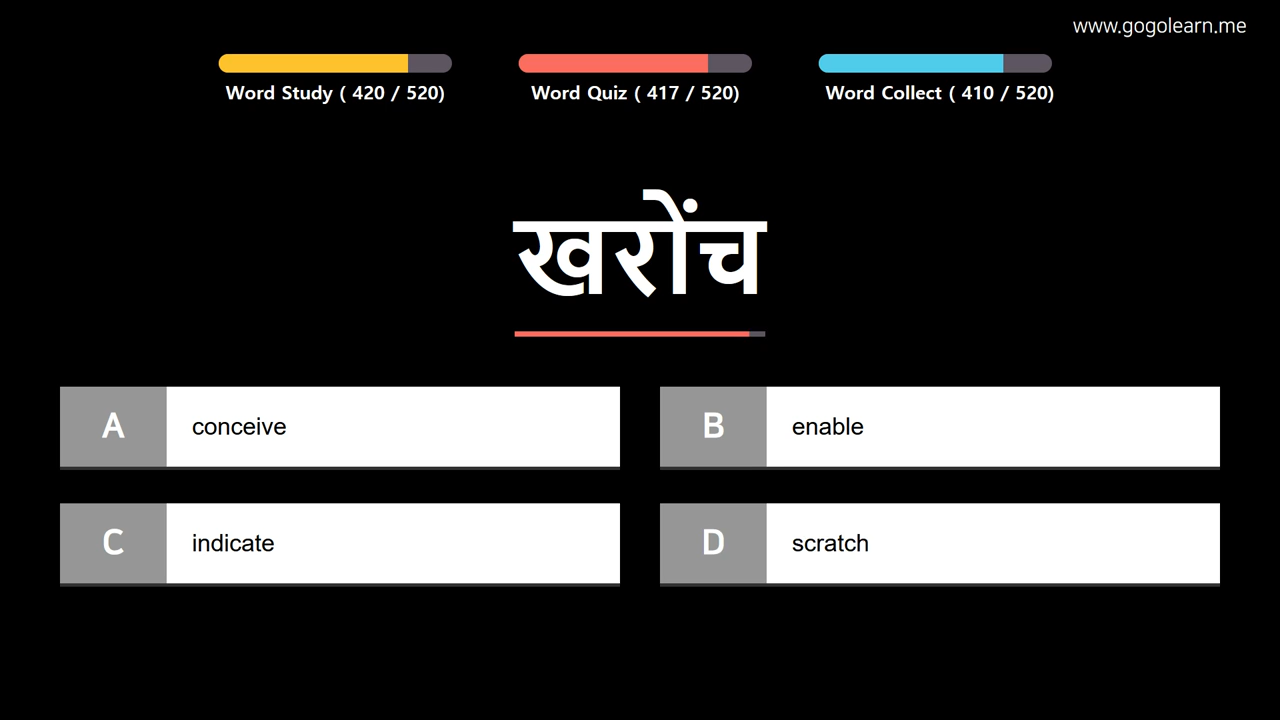 www.gogolearn.me
Word Study ( 420 / 520)
Word Quiz ( 417 / 520)
Word Collect ( 410 / 520)
खरोंच
A conceive
B enable
C indicate
D scratch